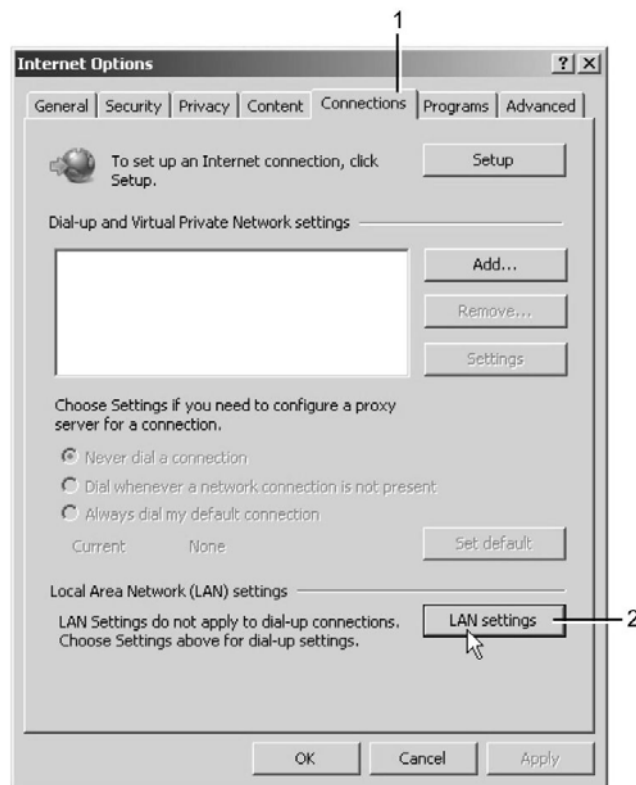 1
Internet Options
General Security Privacy Content Connections Programs Advanced
To set up an Internet connection, click
Setup.
Setup
Dial-up and Virtual Private Network settings
Add...
Remove...
Settings
Choose Settings if you need to configure a proxy
server for a connection.
Never dial a connection
Dial whenever a network connection is not present
Always dial my default connection
Current None
Set default
Local Area Network (LAN) settings
LAN Settings do not apply to dial-up connections.
Choose Settings above for dial-up settings.
LAN settings
2
OK Cancel Apply